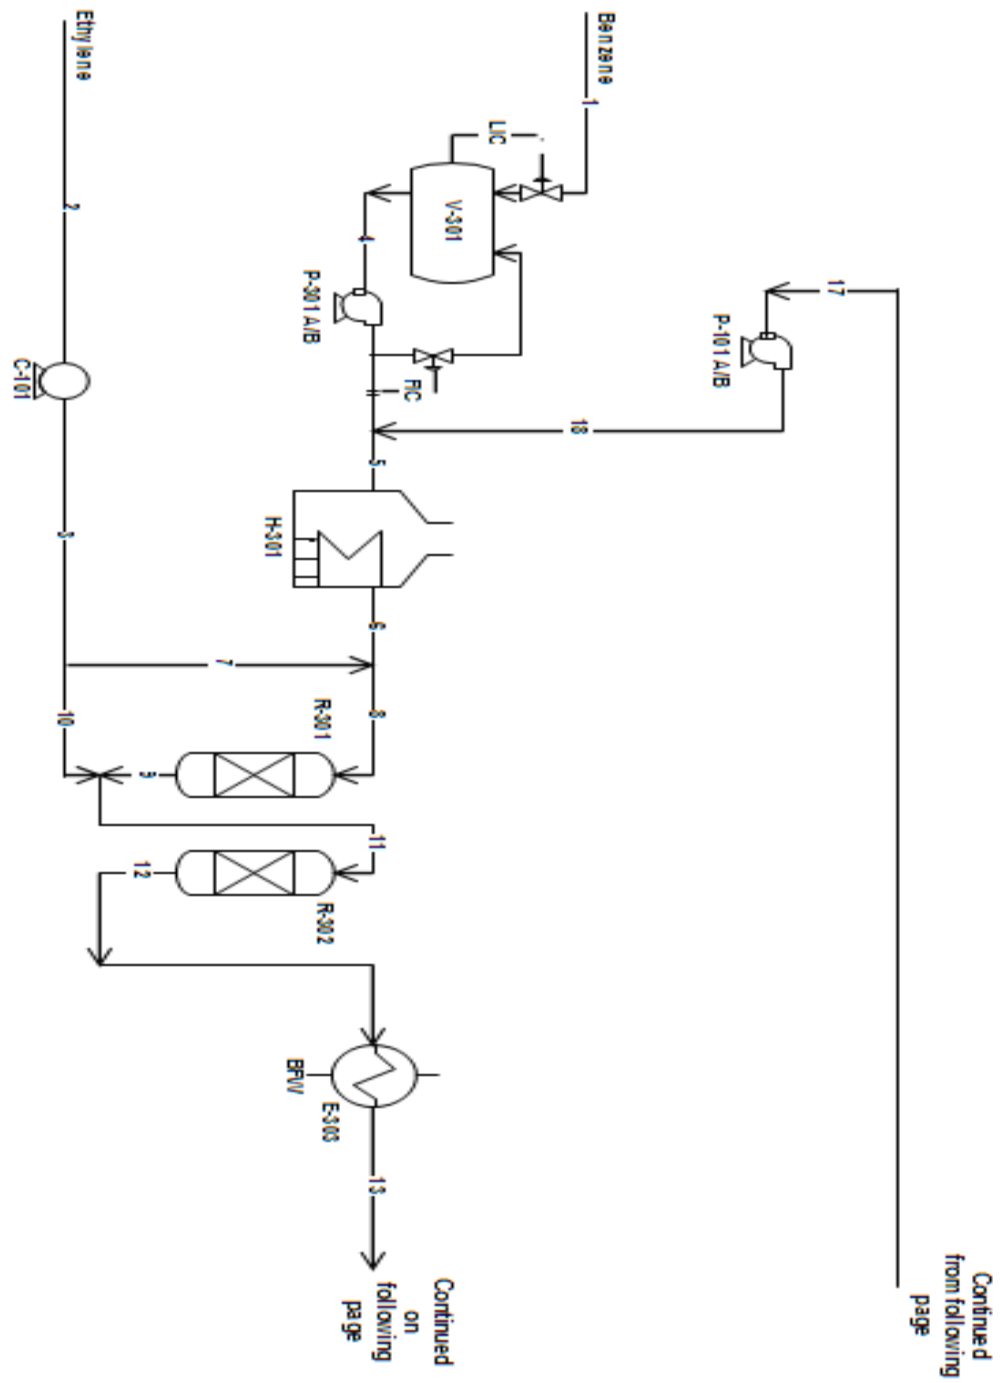 Continued
from following
page
17
P-101 A/B
18
Benzene
1
LIC
V-301
FIC
4
P-301 A/B
5
H-301
6
7
8
R-301
9
10
11
12
R-302
BFW
E-303
13
Continued
on
following
page
Ethylene
2
C-101
3